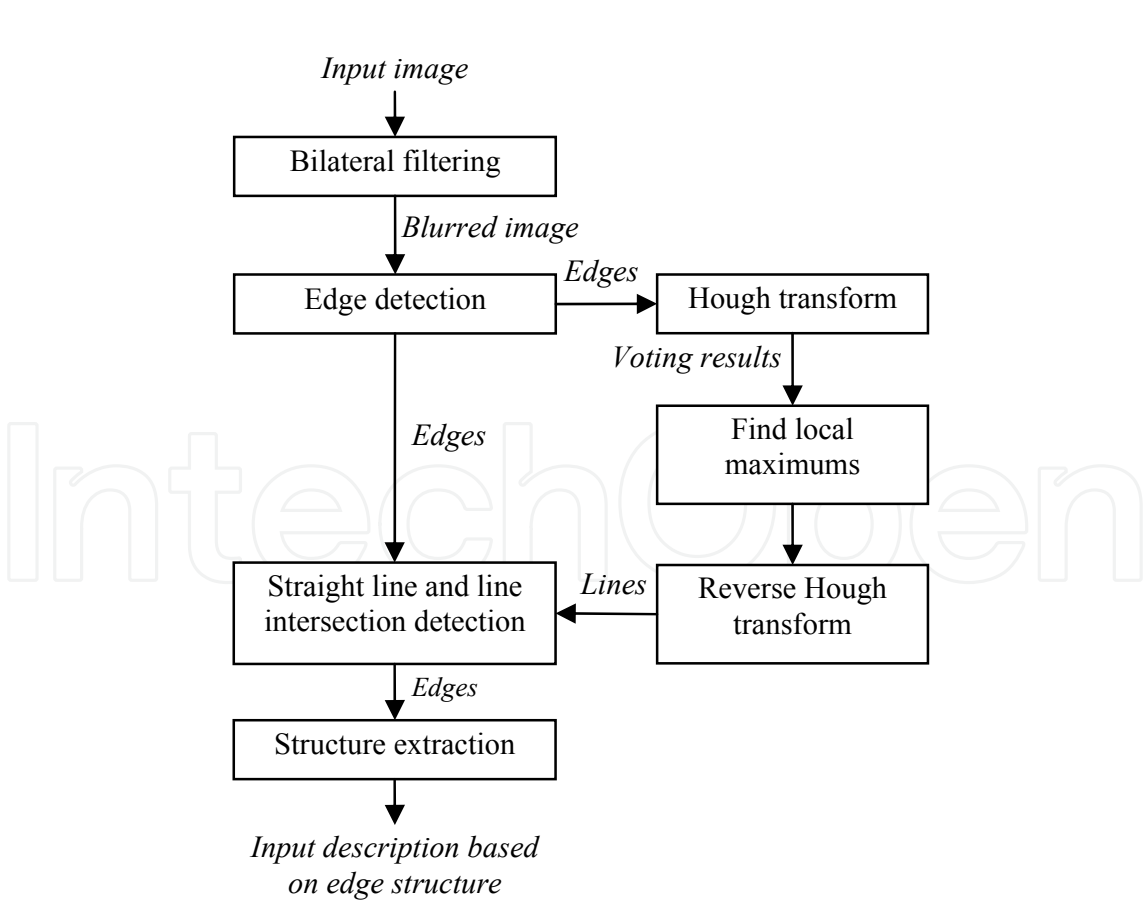 Input image
Bilateral filtering
Blurred image
Edges
Edge detection
Hough transform
Voting results
Edges
Find local
maximums
Straight line and line
intersection detection
Lines
Reverse Hough
transform
Edges
Structure extraction
Input description based
on edge structure
IntechOpen